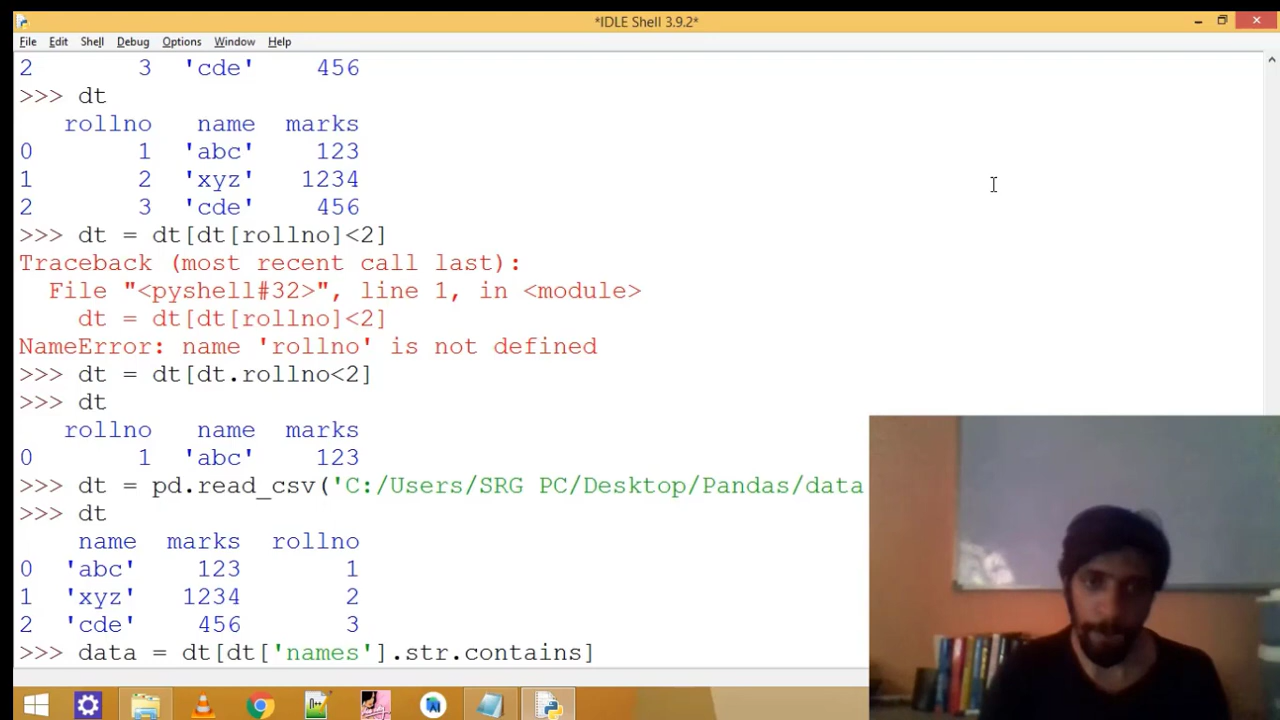 *IDLE Shell 3.9.2*
File Edit Shell Debug Options Window Help
2 3 'cde' 456
>>> dt
rollno name marks
0 1 'abc' 123
1 2 'xyz' 1234
2 3 'cde' 456
>>> dt = dt[dt[rollno]<2]
Traceback (most recent call last):
File "<pyshell#32>", line 1, in <module>
dt = dt[dt[rollno]<2]
NameError: name 'rollno' is not defined
>>> dt = dt[dt.rollno<2]
>>> dt
rollno name marks
0 1 'abc' 123
>>> dt = pd.read_csv('C:/Users/SRG PC/Desktop/Pandas/data
>>> dt
name marks rollno
0 'abc' 123 1
1 'xyz' 1234 2
2 'cde' 456 3
>>> data = dt[dt['names'].str.contains]